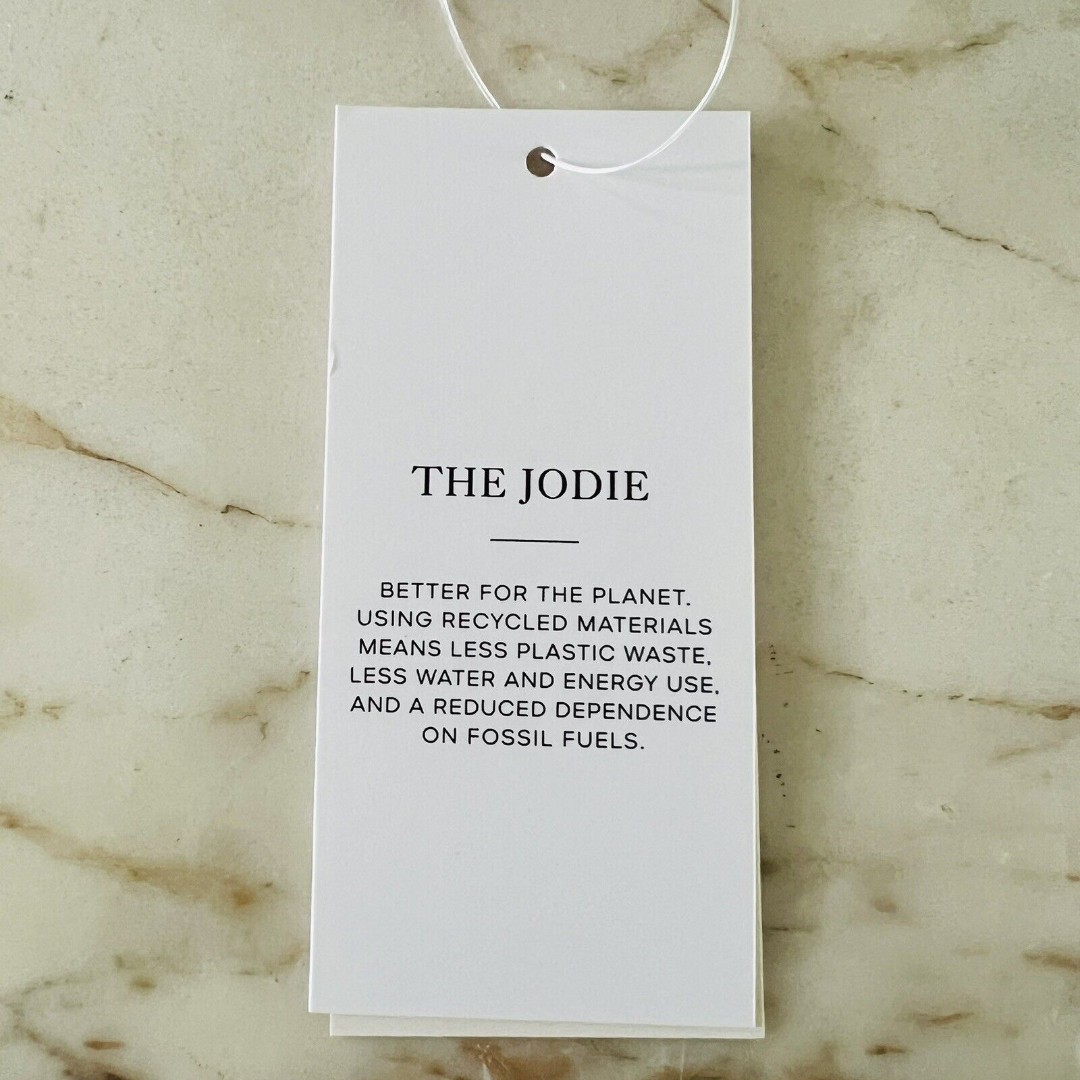 THE JODIE
BETTER FOR THE PLANET.
USING RECYCLED MATERIALS
MEANS LESS PLASTIC WASTE,
LESS WATER AND ENERGY USE,
AND A REDUCED DEPENDENCE
ON FOSSIL FUELS.